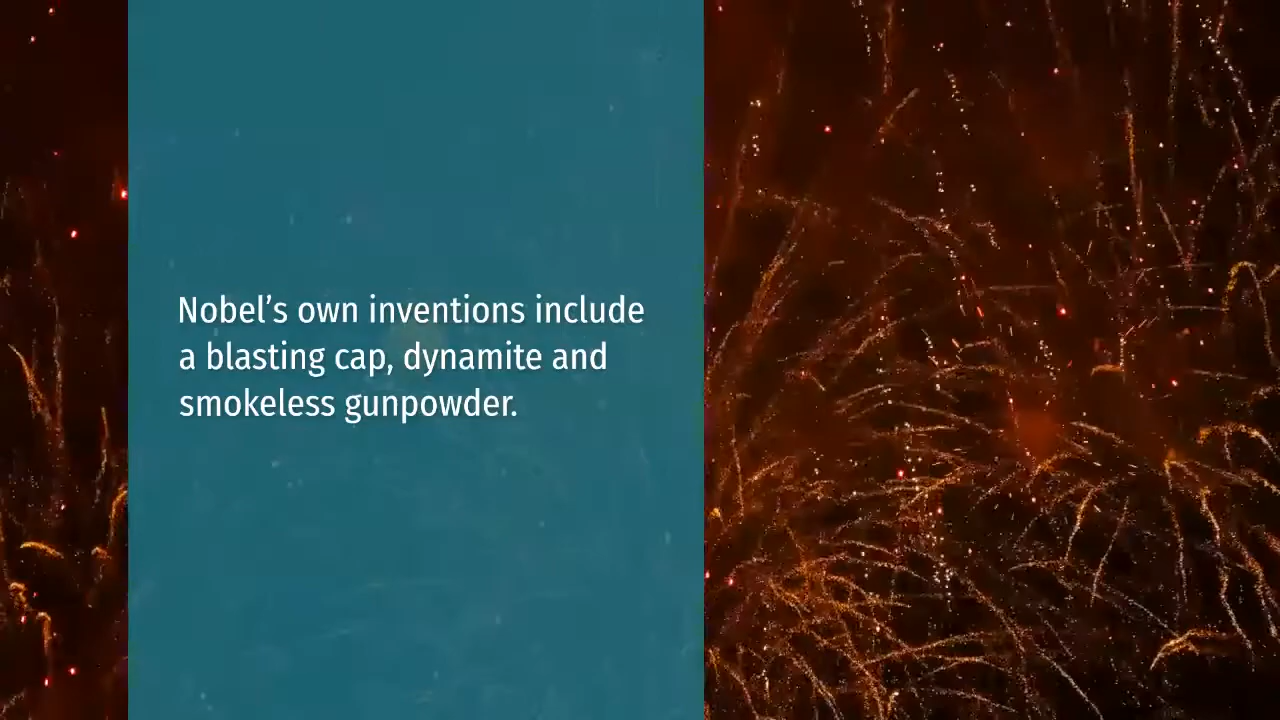 Nobel’s own inventions include
a blasting cap, dynamite and
smokeless gunpowder.